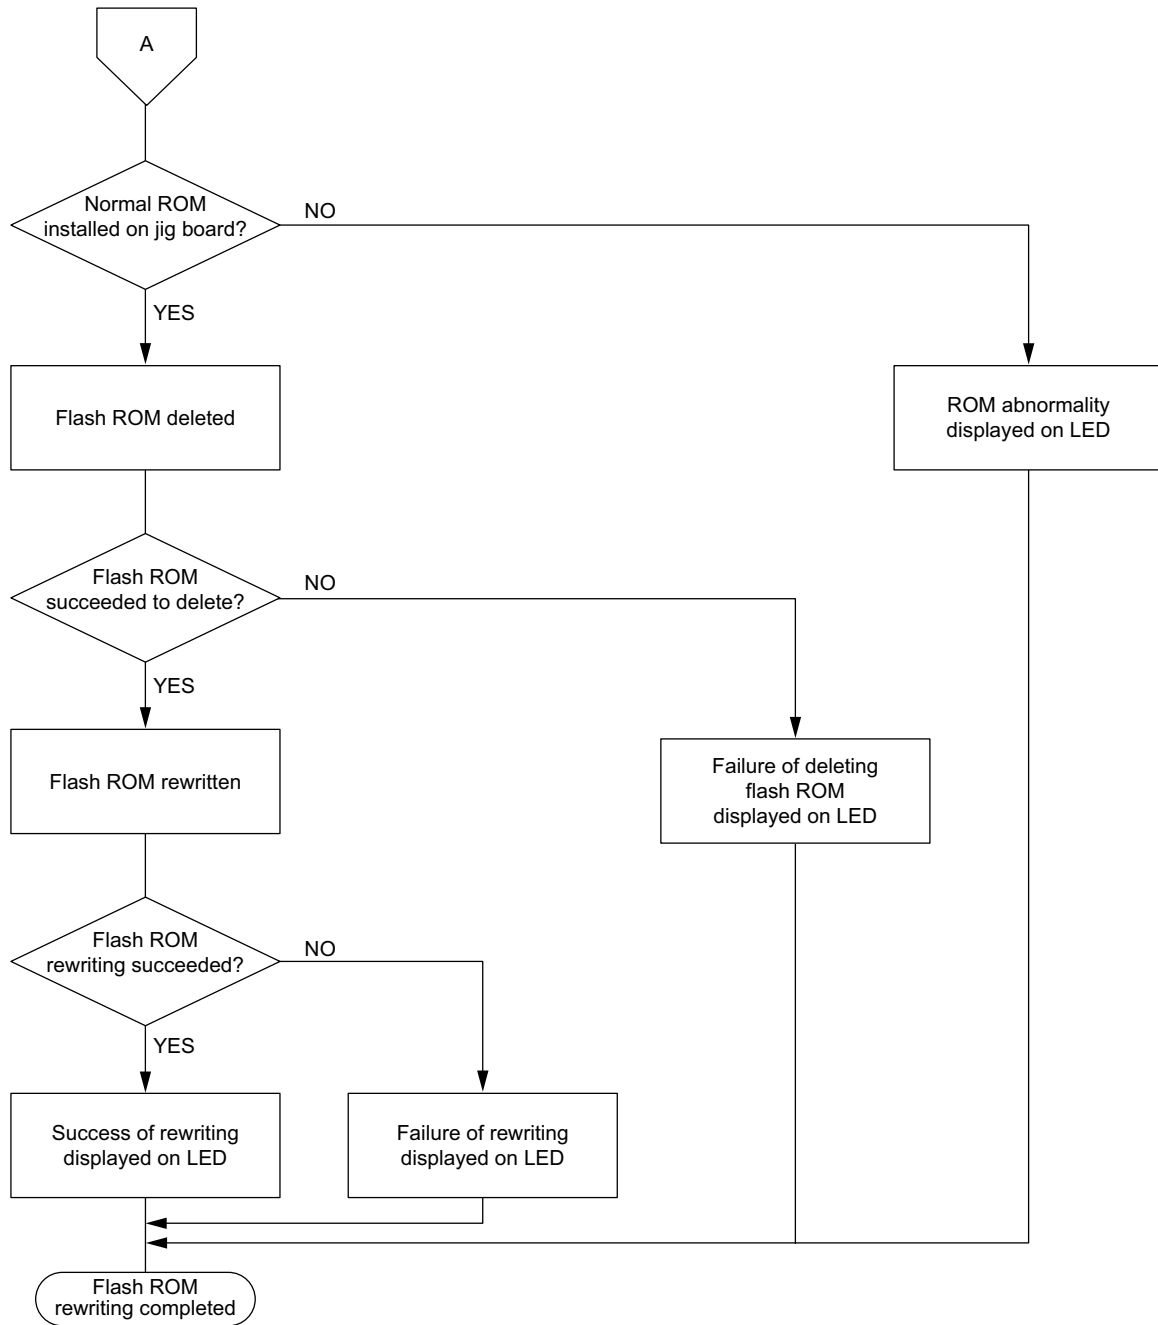 A
Normal ROM
installed on jig board?
NO
YES
Flash ROM deleted
ROM abnormality
displayed on LED
Flash ROM
succeeded to delete?
NO
YES
Flash ROM rewritten
Failure of deleting
flash ROM
displayed on LED
Flash ROM
rewriting succeeded?
NO
YES
Success of rewriting
displayed on LED
Failure of rewriting
displayed on LED
Flash ROM
rewriting completed